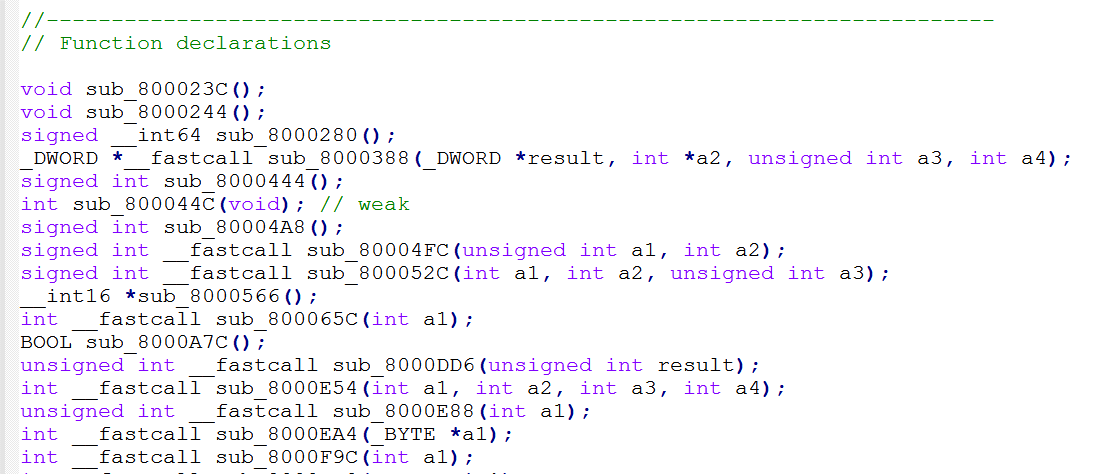 //-------------------------------------------------------------------------
// Function declarations
void sub_800023C();
void sub_8000244();
signed __int64 sub_8000280();
_DWORD *__fastcall sub_8000388(_DWORD *result, int *a2, unsigned int a3, int a4);
signed int sub_8000444();
int sub_800044C(void); // weak
signed int sub_80004A8();
signed int __fastcall sub_80004FC(unsigned int a1, int a2);
signed int __fastcall sub_800052C(int a1, int a2, unsigned int a3);
__int16 *sub_8000566();
int __fastcall sub_800065C(int a1);
BOOL sub_8000A7C();
unsigned int __fastcall sub_8000DD6(unsigned int result);
int __fastcall sub_8000E54(int a1, int a2, int a3, int a4);
unsigned int __fastcall sub_8000E88(int a1);
int __fastcall sub_8000EA4(_BYTE *a1);
int __fastcall sub_8000F9C(int a1);